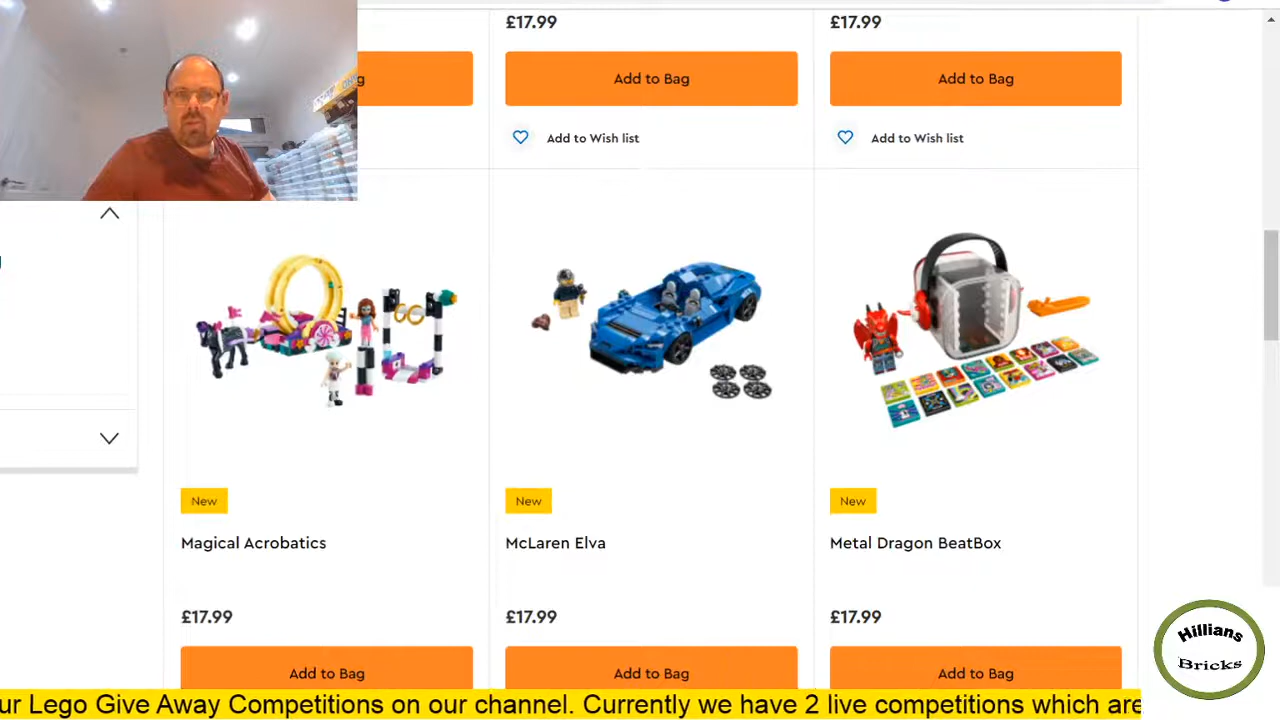 £17.99
£17.99
g
Add to Bag
Add to Bag
Add to Wish list
Add to Wish list
New
New
New
Magical Acrobatics
McLaren Elva
Metal Dragon BeatBox
£17.99
£17.99
£17.99
Add to Bag
Add to Bag
Add to Bag
Hillians
Bricks
ur Lego Give Away Competitions on our channel. Currently we have 2 live competitions which are